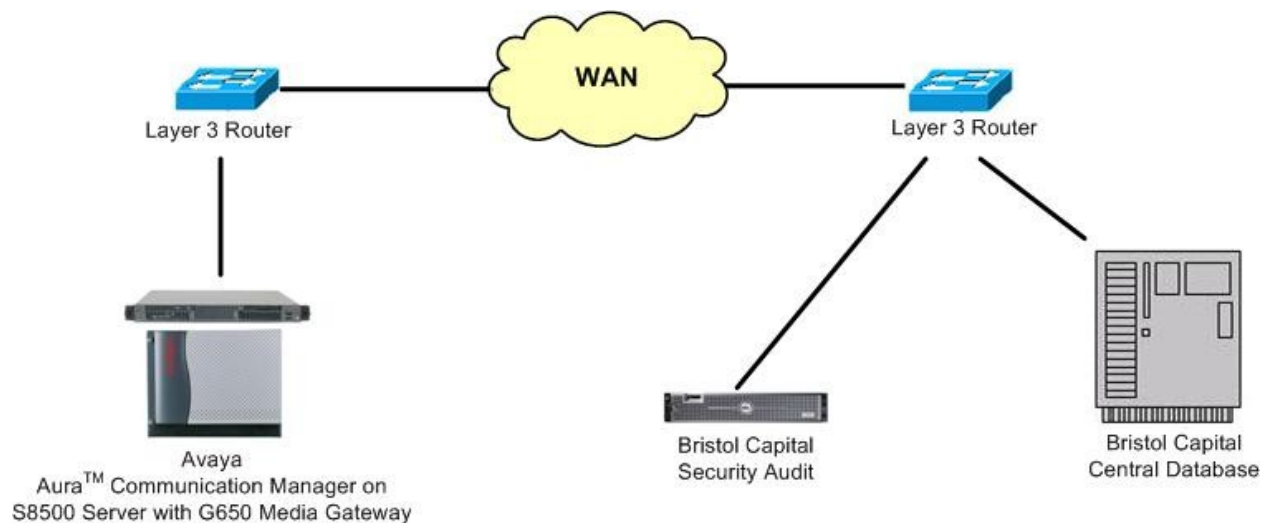 WAN
Layer 3 Router
Layer 3 Router
Avaya
Aura™ Communication Manager on
S8500 Server with G650 Media Gateway
Bristol Capital
Security Audit
Bristol Capital
Central Database